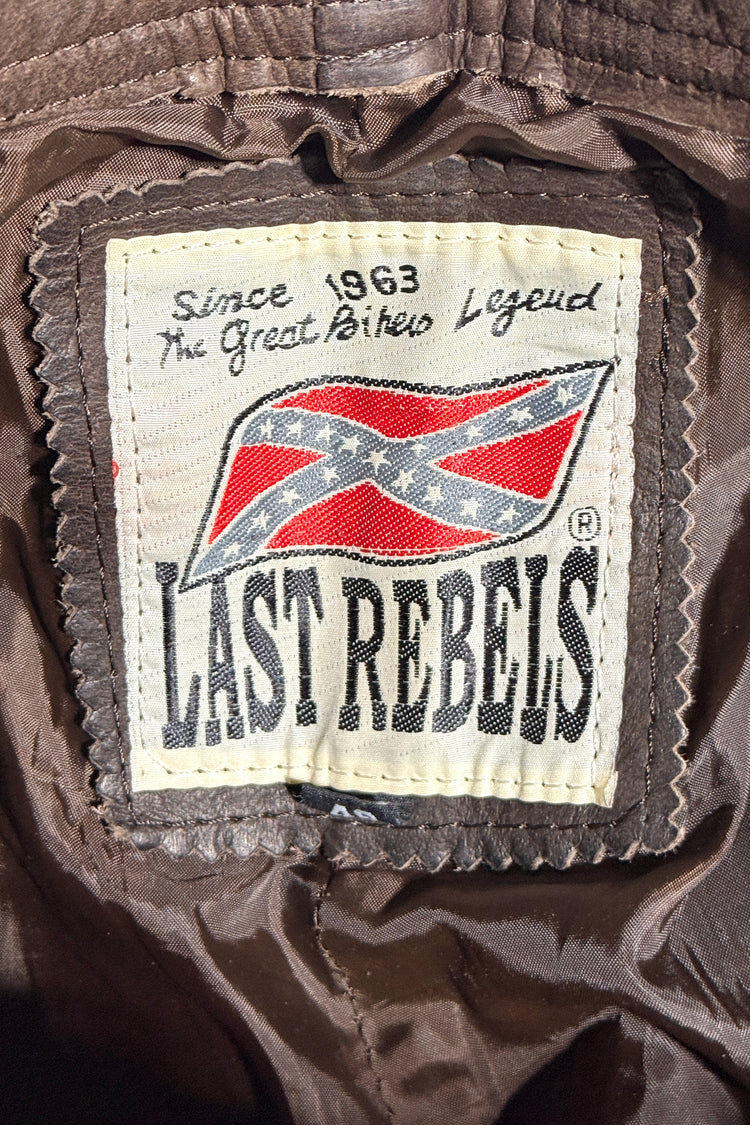 Since 1963
The Great Bikers Legend
®
LAST REBELS